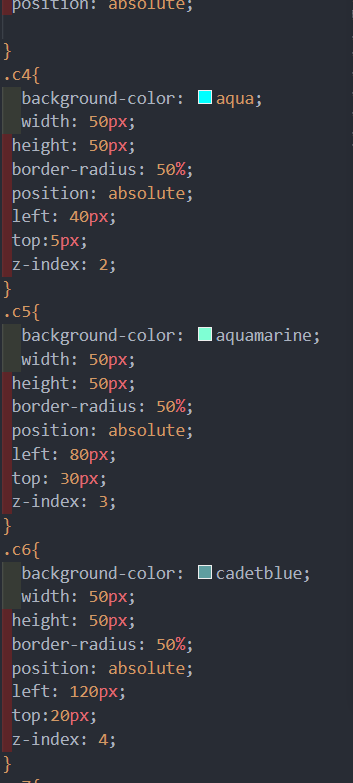 position: absolute;
}
.c4{
background-color: aqua;
width: 50px;
height: 50px;
border-radius: 50%;
position: absolute;
left: 40px;
top:5px;
z-index: 2;
}
.c5{
background-color: aquamarine;
width: 50px;
height: 50px;
border-radius: 50%;
position: absolute;
left: 80px;
top: 30px;
z-index: 3;
}
.c6{
background-color: cadetblue;
width: 50px;
height: 50px;
border-radius: 50%;
position: absolute;
left: 120px;
top:20px;
z-index: 4;
}